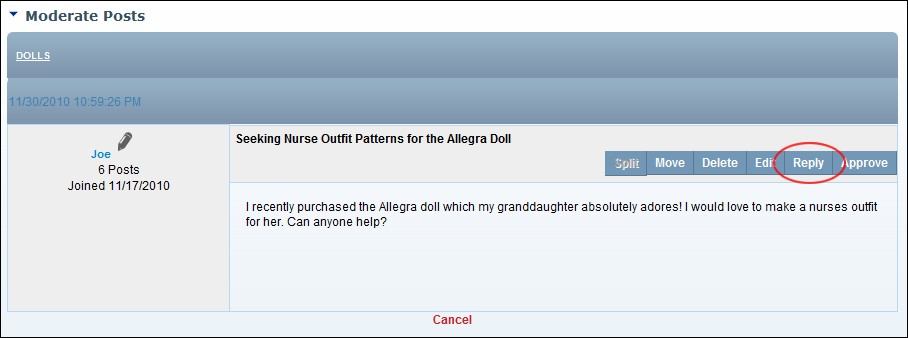 Moderate Posts
DOLLS
11/30/2010 10:59:26 PM
Joe
6 Posts
Joined 11/17/2010
Seeking Nurse Outfit Patterns for the Allegra Doll
Split Move Delete Edit Reply Approve
I recently purchased the Allegra doll which my granddaughter absolutely adores! I would love to make a nurses outfit
for her. Can anyone help?
Cancel